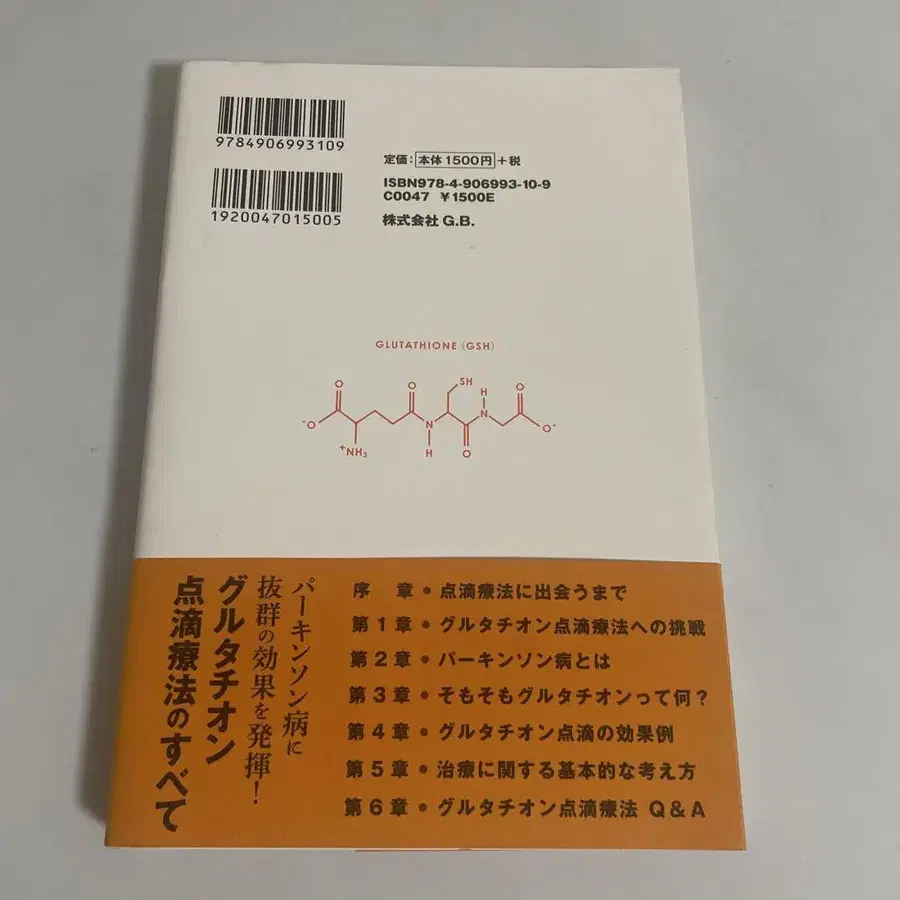 9784906993109
1920047015005
定価：本体1500円+税
ISBN978-4-906993-10-9
C0047 ¥1500E
株式会社 G.B.
GLUTATHIONE (GSH)
O
-O
+NH3
O
N
H
SH
O
H
N
O
O-
パーキンソン病に
抜群の効果を発揮！
グルタチオン
点滴療法のすべて
序 章・点滴療法に出会うまで
第1章・グルタチオン点滴療法への挑戦
第2章・パーキンソン病とは
第3章・そもそもグルタチオンって何？
第4章・グルタチオン点滴の効果例
第5章・治療に関する基本的な考え方
第6章・グルタチオン点滴療法 Q&A